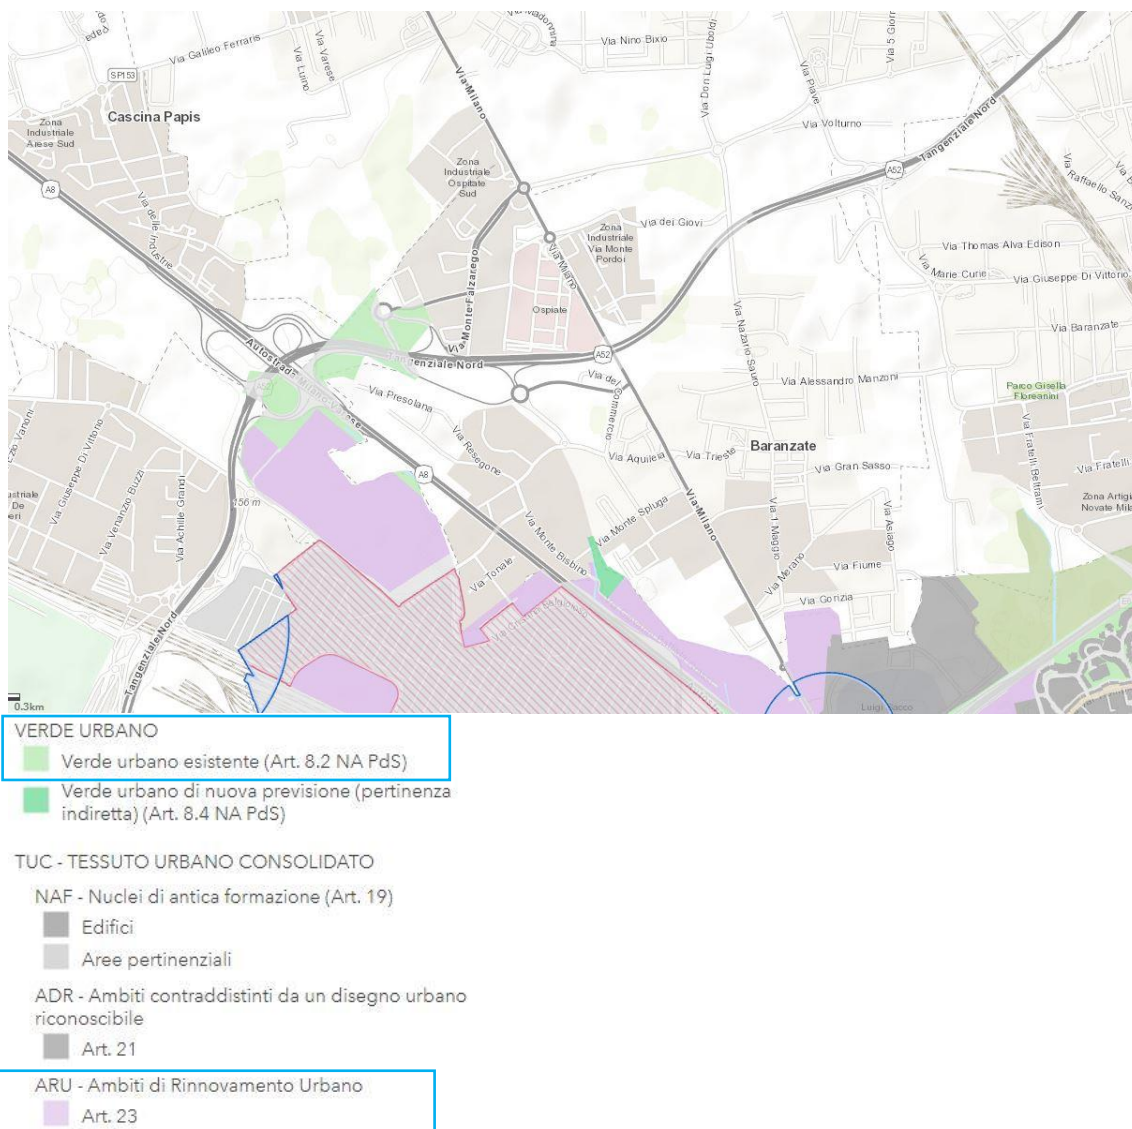 Via Galileo Ferraris
Via Luino
Via Varese
Via Madonnina
Via Nino Bixio
Via Don Luigi Uboldi
Via Piave
Via Milano
SP153
Cascina Papis
Zona
Industriale
Arese Sud
A8
Via delle Industrie
Zona
Industriale
Ospitate
Sud
Via Volturno
Tangenziale Nord
A52
Via dei Giovi
Zona
Industriale
Via Monte
Pordoi
Via Milano
Via Thomas Alva Edison
Via Marie Curie
Via Giuseppe Di Vittorio
Via Monte Falzarego
Ospiate
Via Nazario Sauro
Via Baranzate
Autostrada Milano-Varese
Tangenziale Nord
A52
Via Presolana
Via del Commercio
Via Alessandro Manzoni
Parco Gisella
Floreanini
Via Giuseppe Di Vittorio
Via Venanzio Buzzi
Via Achille Grandi
156 m
Via Resegone
A8
Via Aquileia
Via Trieste
Baranzate
Via Gran Sasso
Via Fratelli Beltrami
Via Fratelli
Via Monte Spluga
Via Milano
Via 1 Maggio
Via Asiago
Via Monte Bisbino
Via Tonale
Via Merano
Via Fiume
Via Gorizia
Via Cristina Belgioioso
Tangenziale Nord
Luigi Sacco
0.3km
VERDE URBANO
Verde urbano esistente (Art. 8.2 NA PdS)
Verde urbano di nuova previsione (pertinenza
indiretta) (Art. 8.4 NA PdS)
TUC - TESSUTO URBANO CONSOLIDATO
NAF - Nuclei di antica formazione (Art. 19)
Edifici
Aree pertinenziali
ADR - Ambiti contraddistinti da un disegno urbano
riconoscibile
Art. 21
ARU - Ambiti di Rinnovamento Urbano
Art. 23